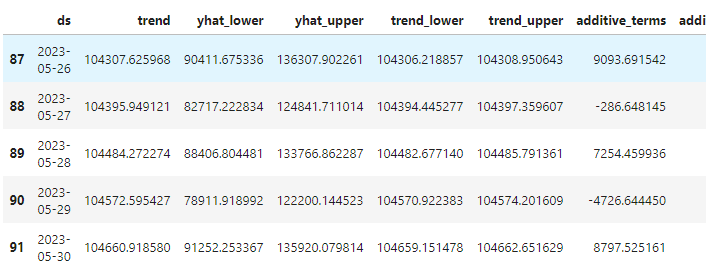 ds trend yhat_lower yhat_upper trend_lower trend_upper additive_terms addi
87 2023-05-26 104307.625968 90411.675336 136307.902261 104306.218857 104308.950643 9093.691542
88 2023-05-27 104395.949121 82717.222834 124841.711014 104394.445277 104397.359607 -286.648145
89 2023-05-28 104484.272274 88406.804481 133766.862287 104482.677140 104485.791361 7254.459936
90 2023-05-29 104572.595427 78911.918992 122200.144523 104570.922383 104574.201609 -4726.644450
91 2023-05-30 104660.918580 91252.253367 135920.079814 104659.151478 104662.651629 8797.525161